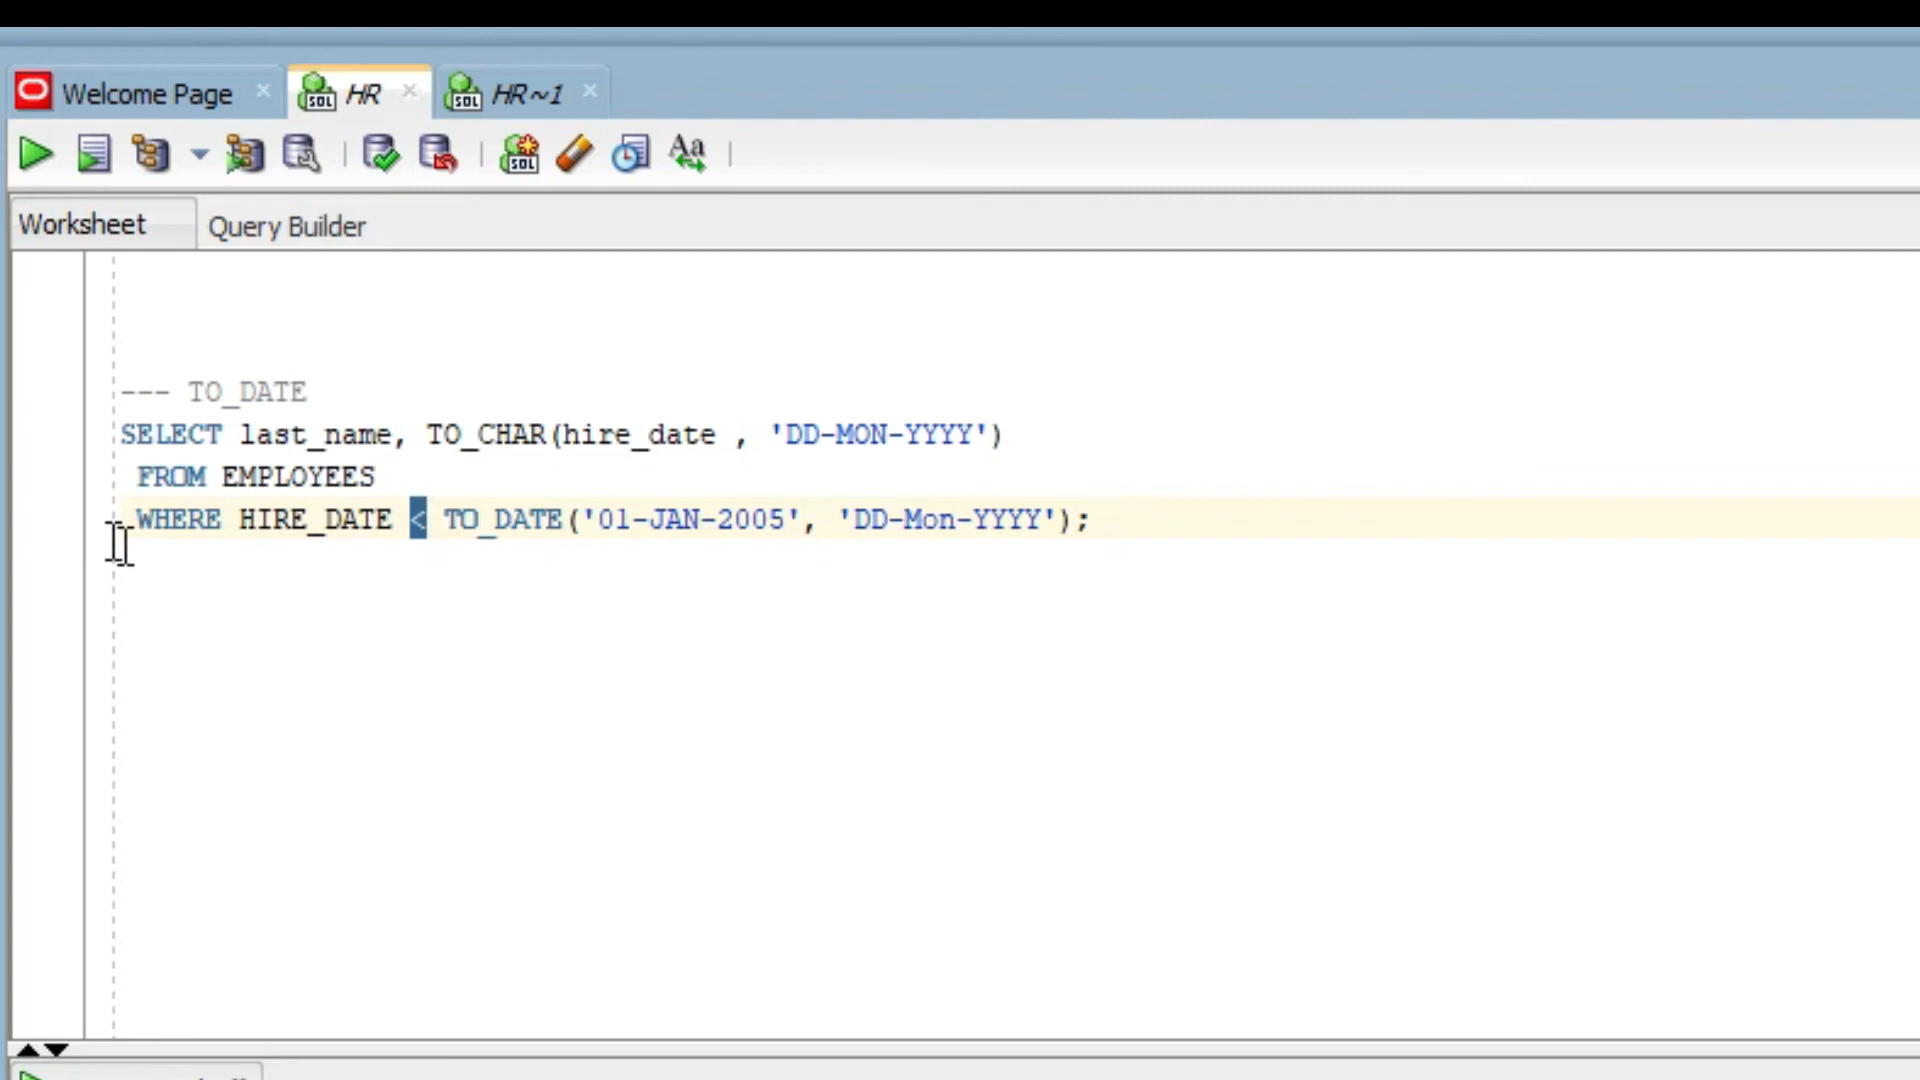 Welcome Page
HR
HR~1
Worksheet
Query Builder
--- TO_DATE
SELECT last_name, TO_CHAR(hire_date , 'DD-MON-YYYY')
FROM EMPLOYEES
WHERE HIRE_DATE < TO_DATE('01-JAN-2005', 'DD-Mon-YYYY');